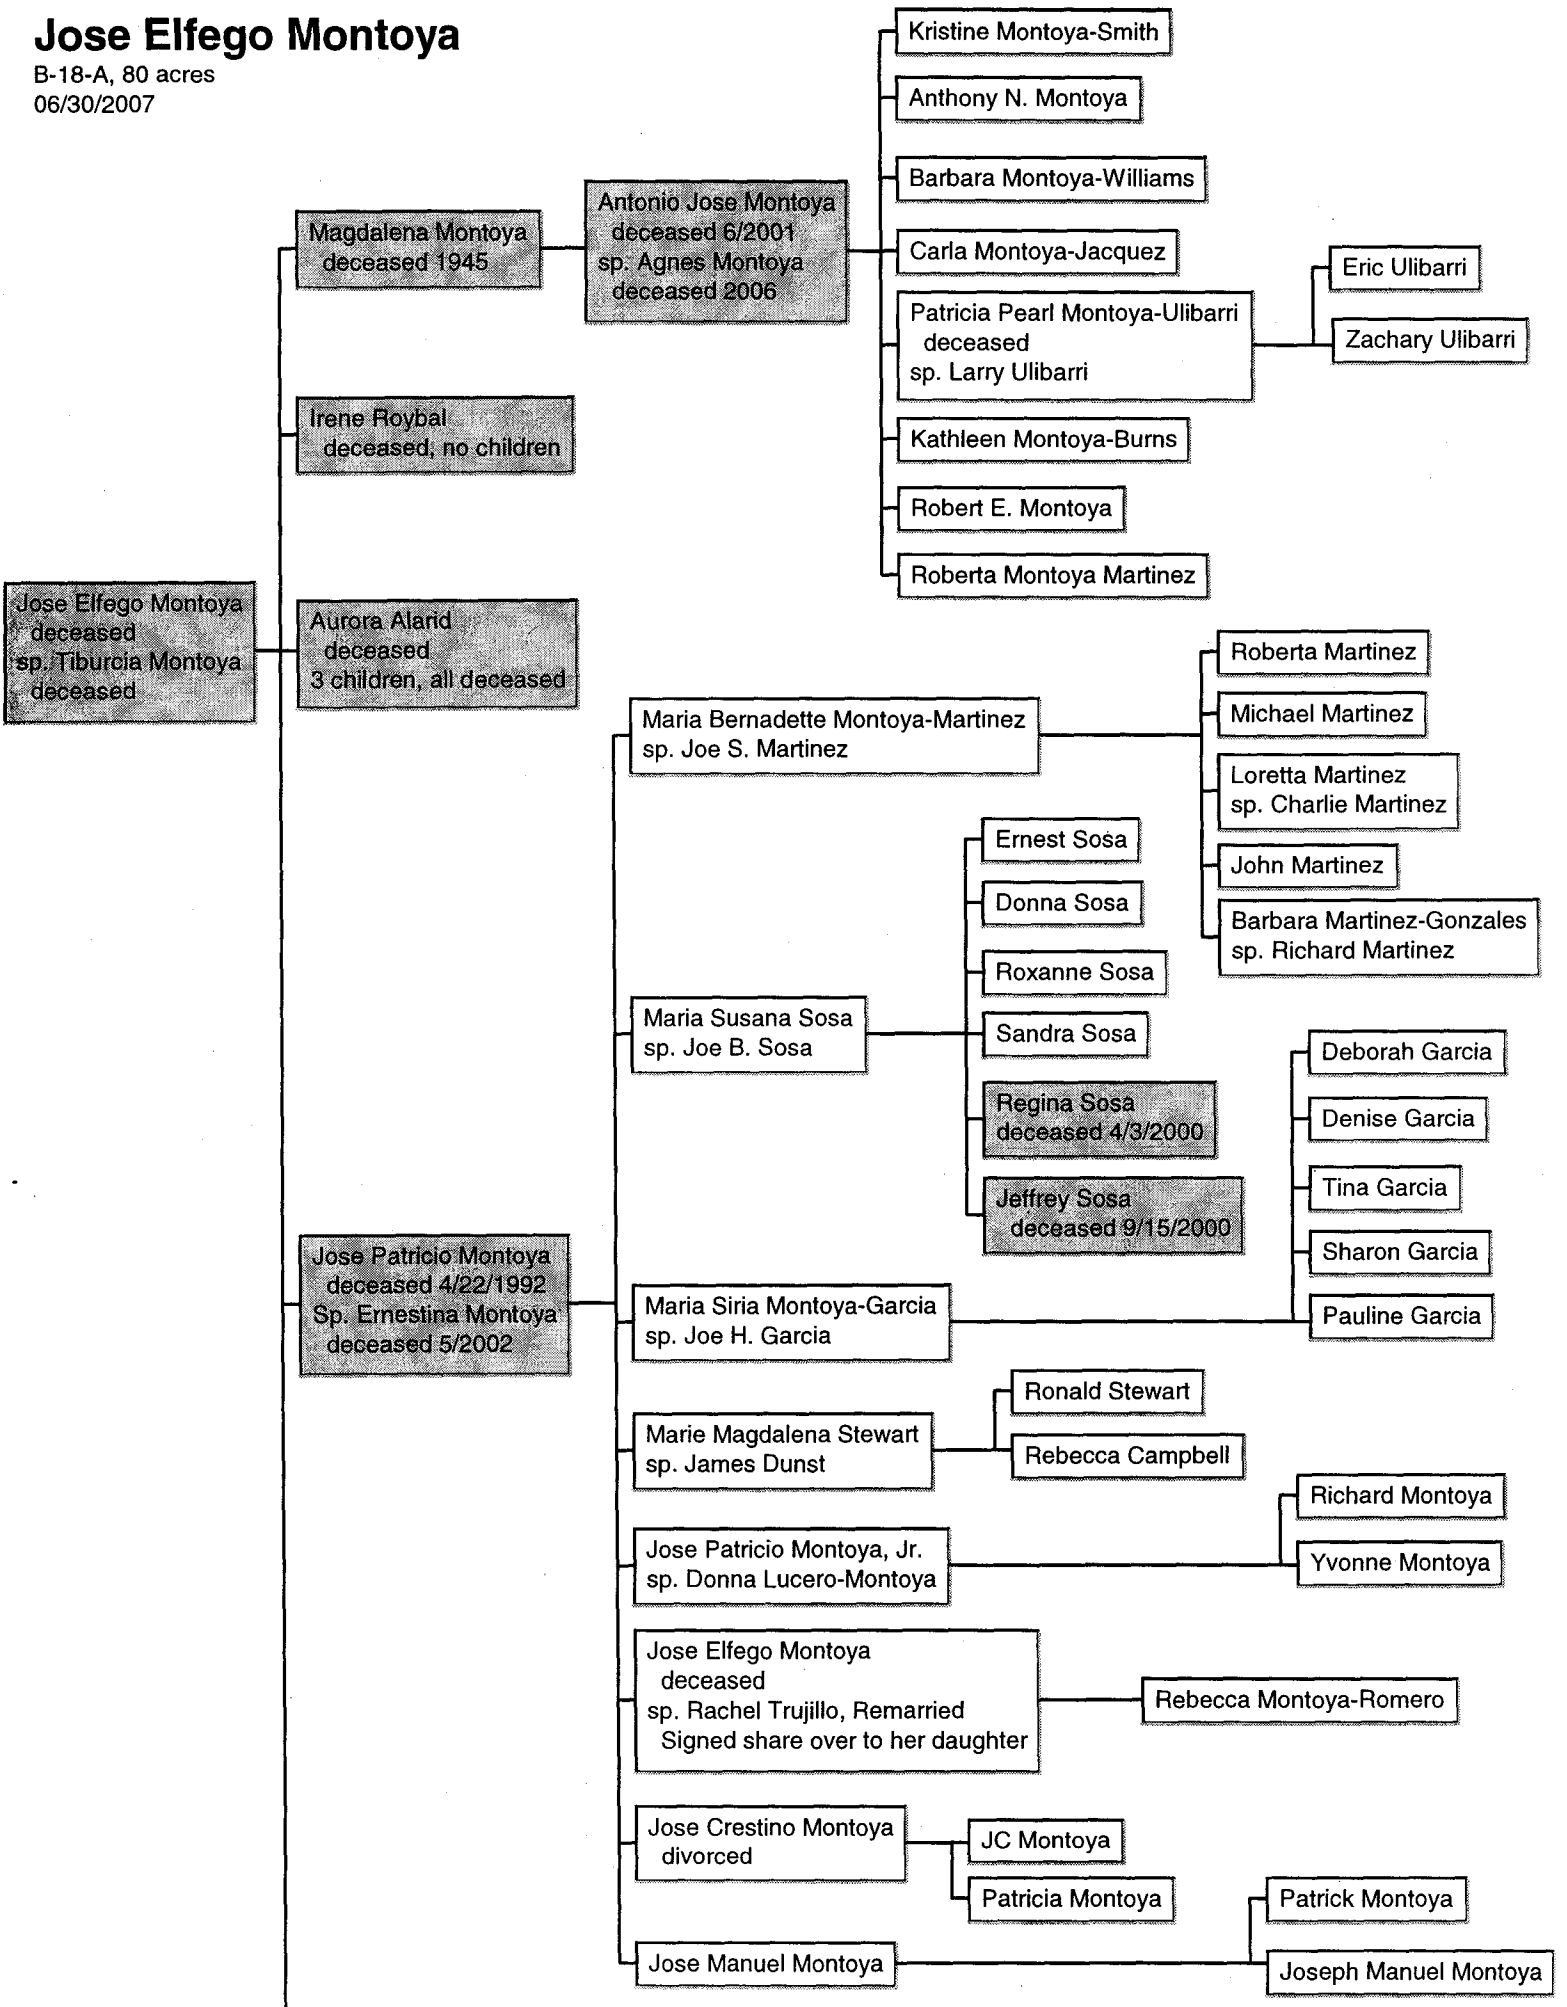 Jose Elfego Montoya
B-18-A, 80 acres
06/30/2007
Jose Elfego Montoya
deceased
sp. Tiburcia Montoya
deceased
Magdalena Montoya
deceased 1945
Antonio Jose Montoya
deceased 6/2001
sp. Agnes Montoya
deceased 2006
Kristine Montoya-Smith
Anthony N. Montoya
Barbara Montoya-Williams
Carla Montoya-Jacquez
Patricia Pearl Montoya-Ulibarri
deceased
sp. Larry Ulibarri
Eric Ulibarri
Zachary Ulibarri
Kathleen Montoya-Burns
Robert E. Montoya
Roberta Montoya Martinez
Irene Roybal
deceased, no children
Aurora Alarid
deceased
3 children, all deceased
Jose Patricio Montoya
deceased 4/22/1992
Sp. Ernestina Montoya
deceased 5/2002
Maria Bernadette Montoya-Martinez
sp. Joe S. Martinez
Roberta Martinez
Michael Martinez
Loretta Martinez
sp. Charlie Martinez
John Martinez
Barbara Martinez-Gonzales
sp. Richard Martinez
Maria Susana Sosa
sp. Joe B. Sosa
Ernest Sosa
Donna Sosa
Roxanne Sosa
Sandra Sosa
Regina Sosa
deceased 4/3/2000
Jeffrey Sosa
deceased 9/15/2000
Maria Siria Montoya-Garcia
sp. Joe H. Garcia
Deborah Garcia
Denise Garcia
Tina Garcia
Sharon Garcia
Pauline Garcia
Marie Magdalena Stewart
sp. James Dunst
Ronald Stewart
Rebecca Campbell
Jose Patricio Montoya, Jr.
sp. Donna Lucero-Montoya
Richard Montoya
Yvonne Montoya
Jose Elfego Montoya
deceased
sp. Rachel Trujillo, Remarried
Signed share over to her daughter
Rebecca Montoya-Romero
Jose Crestino Montoya
divorced
JC Montoya
Patricia Montoya
Jose Manuel Montoya
Patrick Montoya
Joseph Manuel Montoya